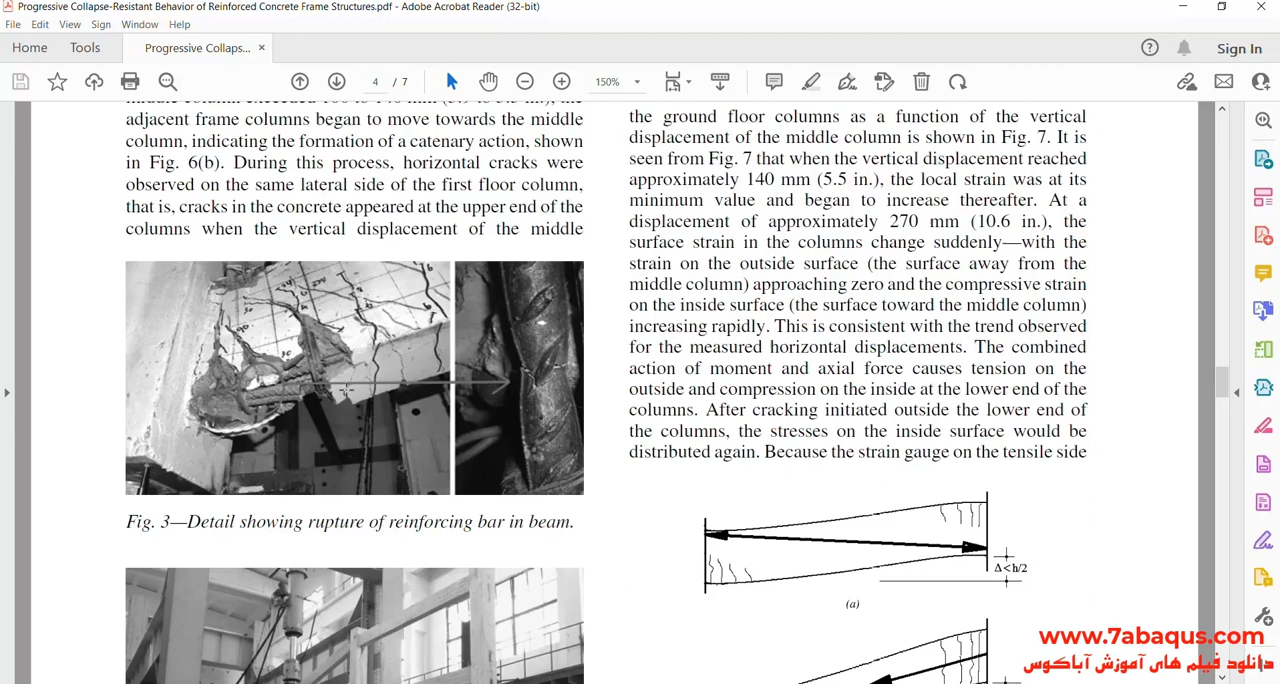 Progressive Collapse-Resistant Behavior of Reinforced Concrete Frame Structures.pdf - Adobe Acrobat Reader (32-bit)
File Edit View Sign Window Help
Home Tools Progressive Collaps... × Sign In
4 / 7 150%
adjacent frame columns began to move towards the middle
column, indicating the formation of a catenary action, shown
in Fig. 6(b). During this process, horizontal cracks were
observed on the same lateral side of the first floor column,
that is, cracks in the concrete appeared at the upper end of the
columns when the vertical displacement of the middle
Fig. 3—Detail showing rupture of reinforcing bar in beam.
the ground floor columns as a function of the vertical
displacement of the middle column is shown in Fig. 7. It is
seen from Fig. 7 that when the vertical displacement reached
approximately 140 mm (5.5 in.), the local strain was at its
minimum value and began to increase thereafter. At a
displacement of approximately 270 mm (10.6 in.), the
surface strain in the columns change suddenly—with the
strain on the outside surface (the surface away from the
middle column) approaching zero and the compressive strain
on the inside surface (the surface toward the middle column)
increasing rapidly. This is consistent with the trend observed
for the measured horizontal displacements. The combined
action of moment and axial force causes tension on the
outside and compression on the inside at the lower end of the
columns. After cracking initiated outside the lower end of
the columns, the stresses on the inside surface would be
distributed again. Because the strain gauge on the tensile side
Δ<h/2
(a)
www.7abaqus.com
دانلود فیلم های آموزش آباکوس